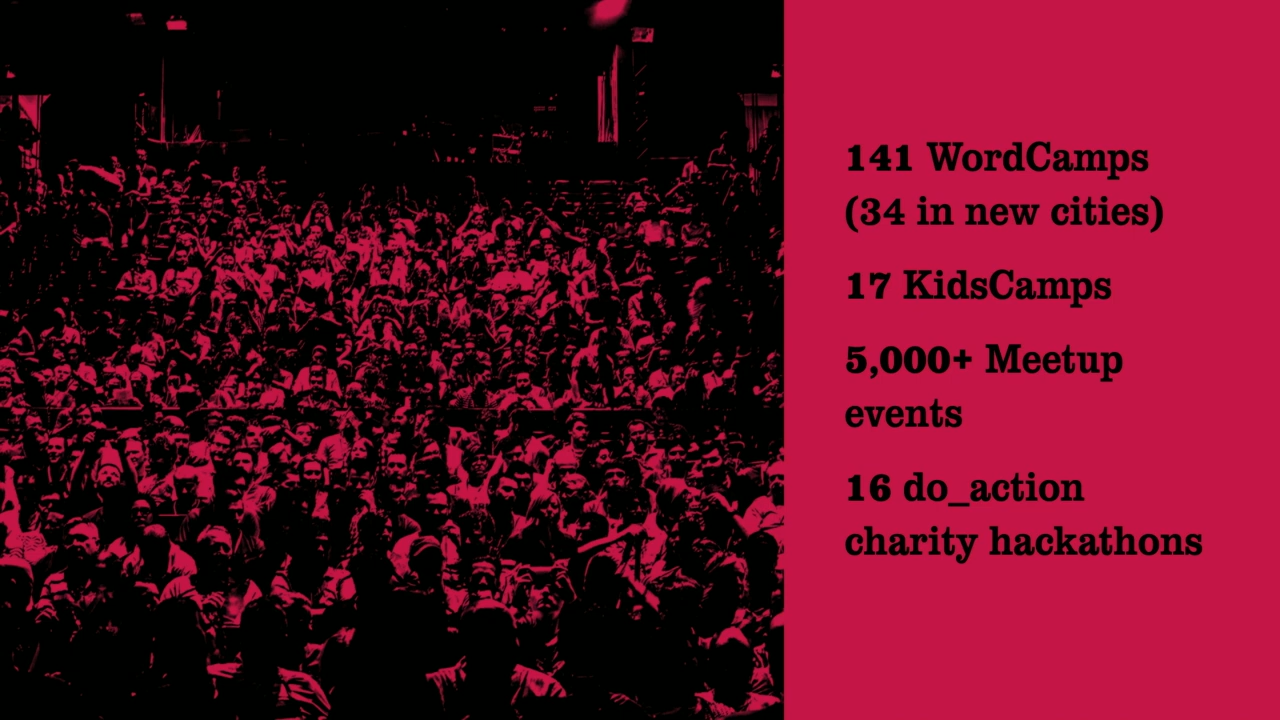 141 WordCamps
(34 in new cities)
17 KidsCamps
5,000+ Meetup
events
16 do_action
charity hackathons